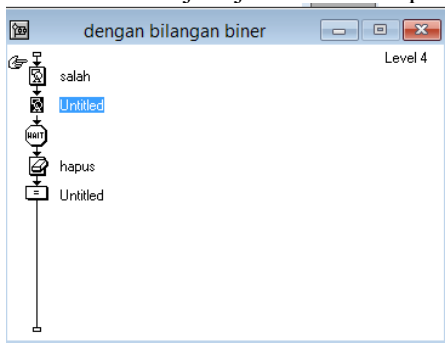 dengan bilangan biner
Level 4
salah
Untitled
WAIT
hapus
Untitled